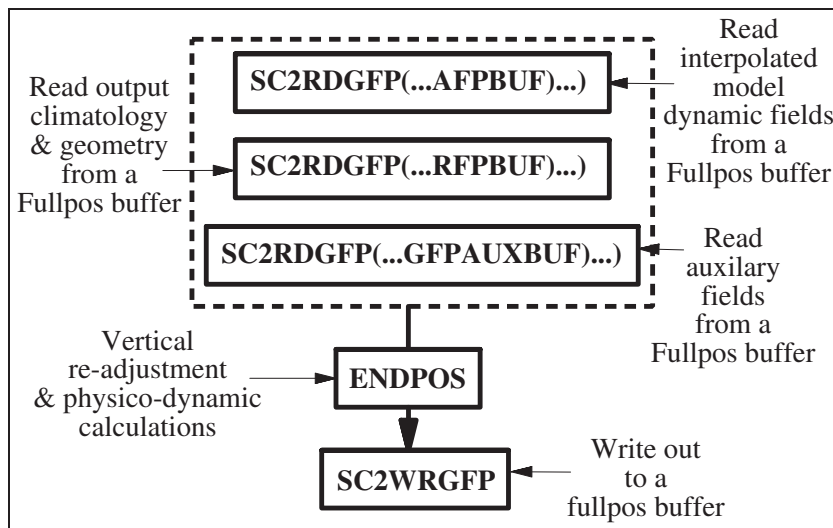 Read output
climatology
& geometry
from a
Fullpos buffer
SC2RDGFP(...AFPBUF)...)
SC2RDGFP(...RFPBUF)...)
SC2RDGFP(...GFPAUXBUF)...)
Read
interpolated
model
dynamic fields
from a
Fullpos buffer
Read
auxilary
fields
from a
Fullpos buffer
Vertical
re-adjustment
& physico-dynamic
calculations
ENDPOS
SC2WRGFP
Write out
to a
fullpos buffer